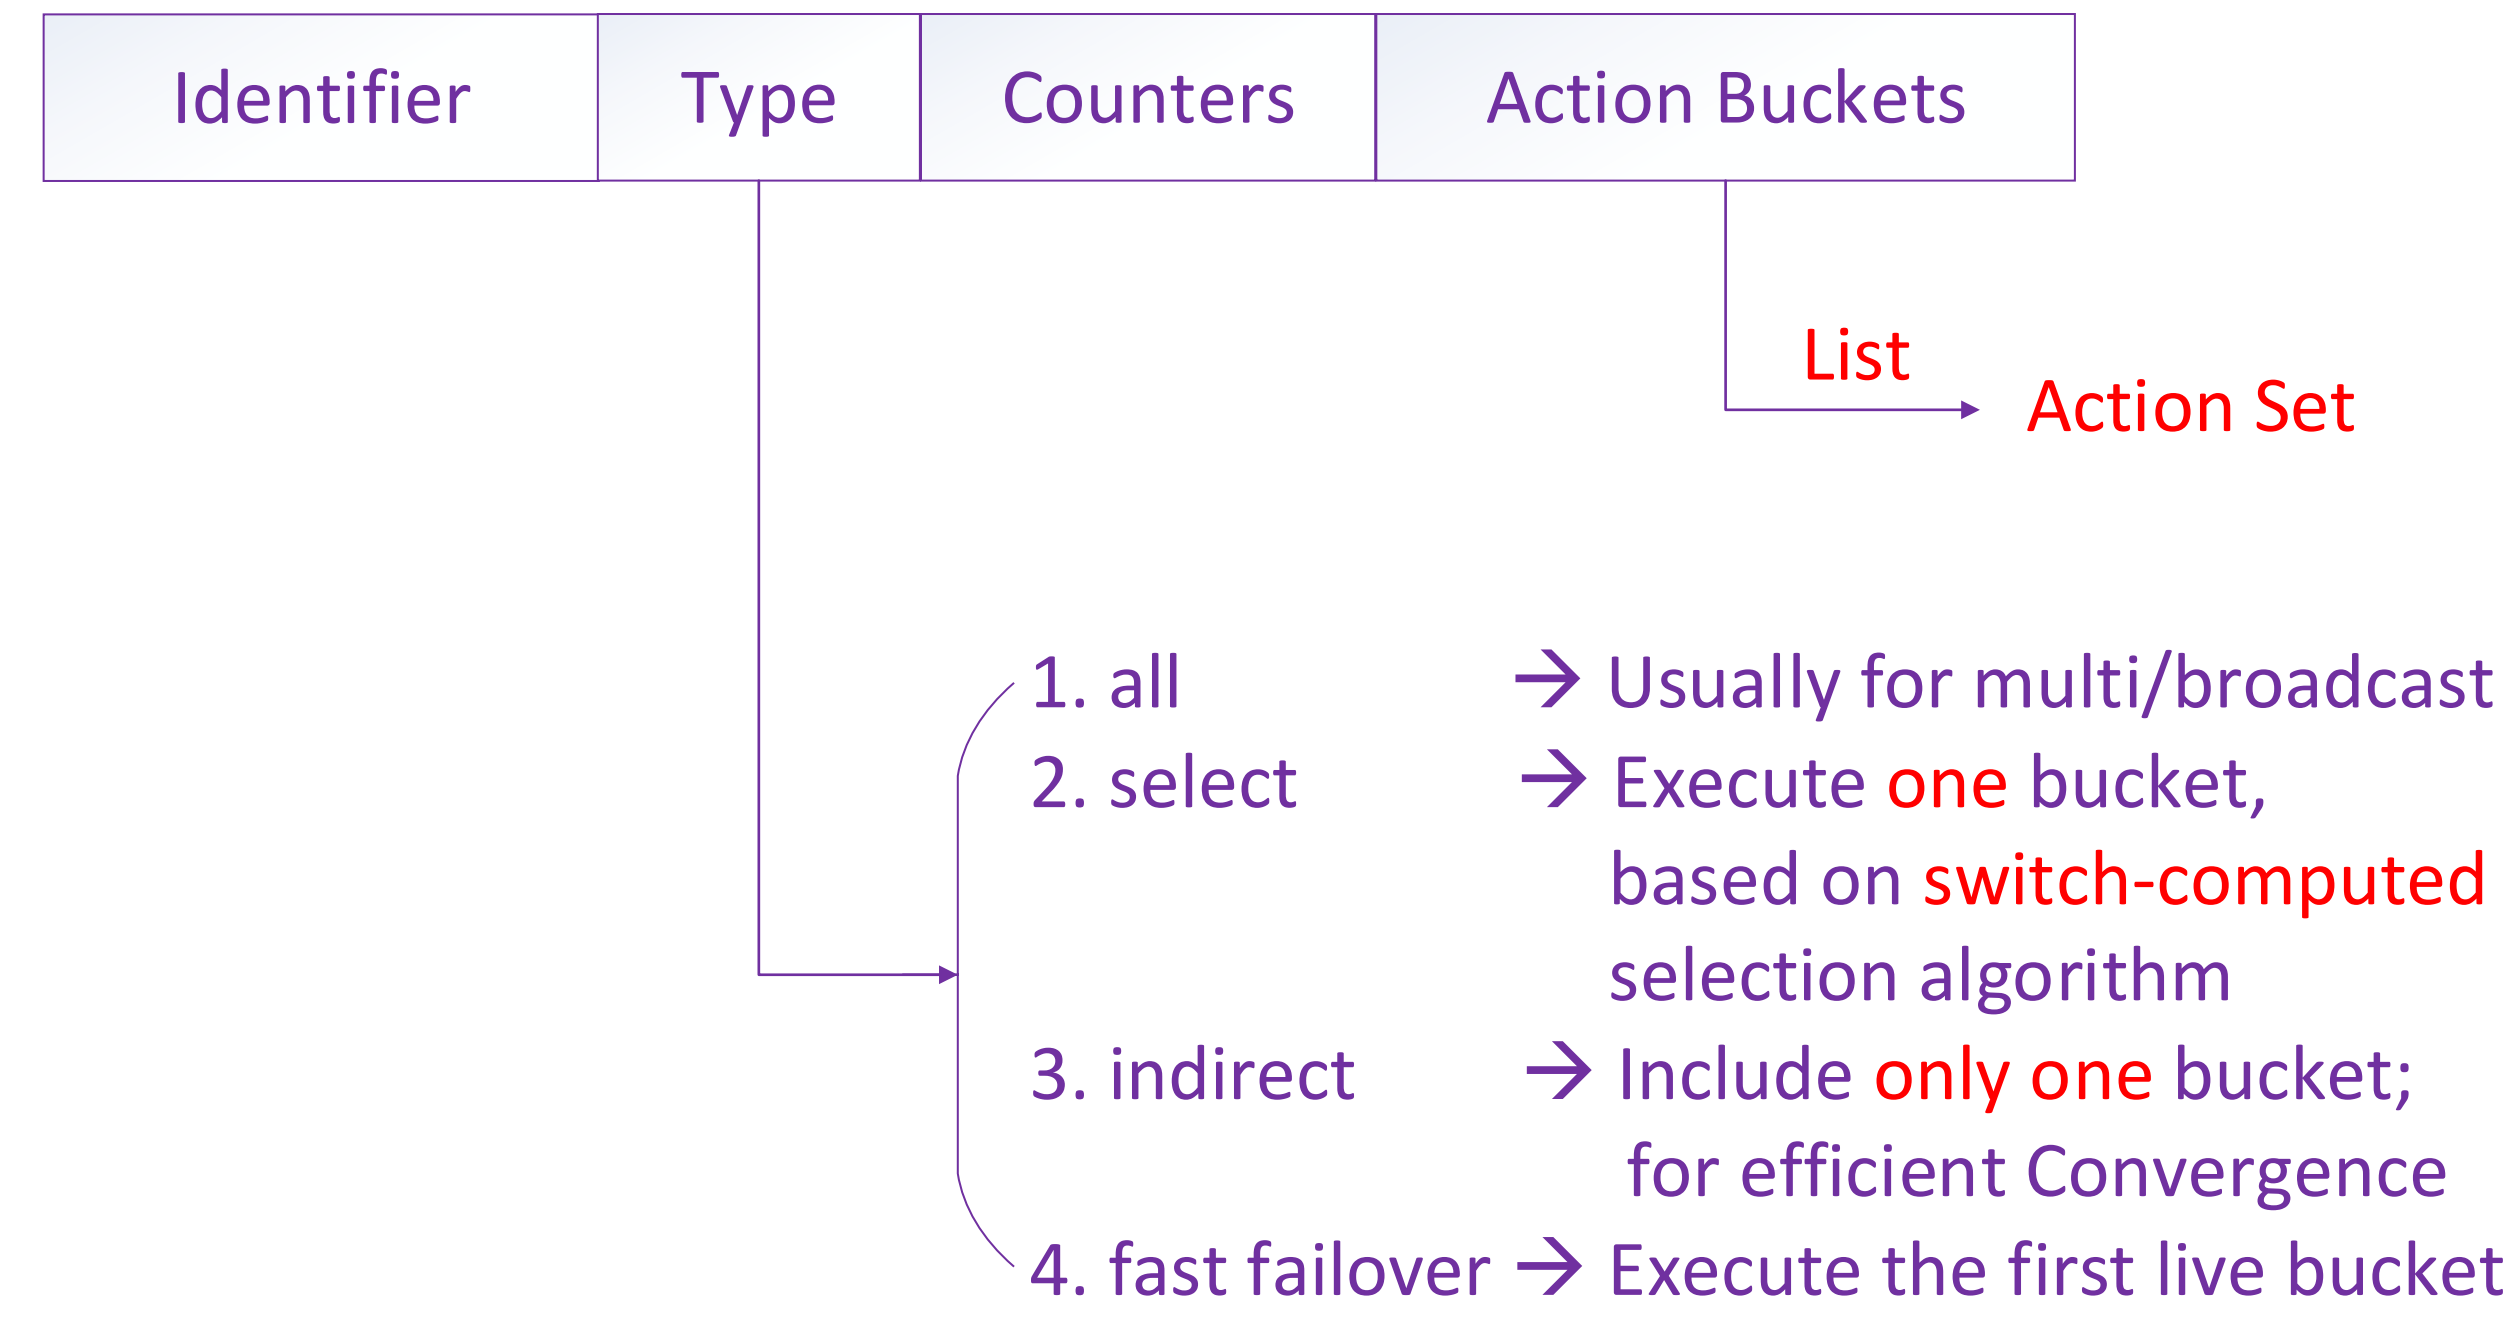 Identifier Type Counters Action Buckets
List
Action Set
1. all → Usually for multi/broadcast
2. select → Execute one bucket,
based on switch-computed
selection algorithm
3. indirect → Include only one bucket;
for efficient Convergence
4. fast failover → Execute the first live bucket